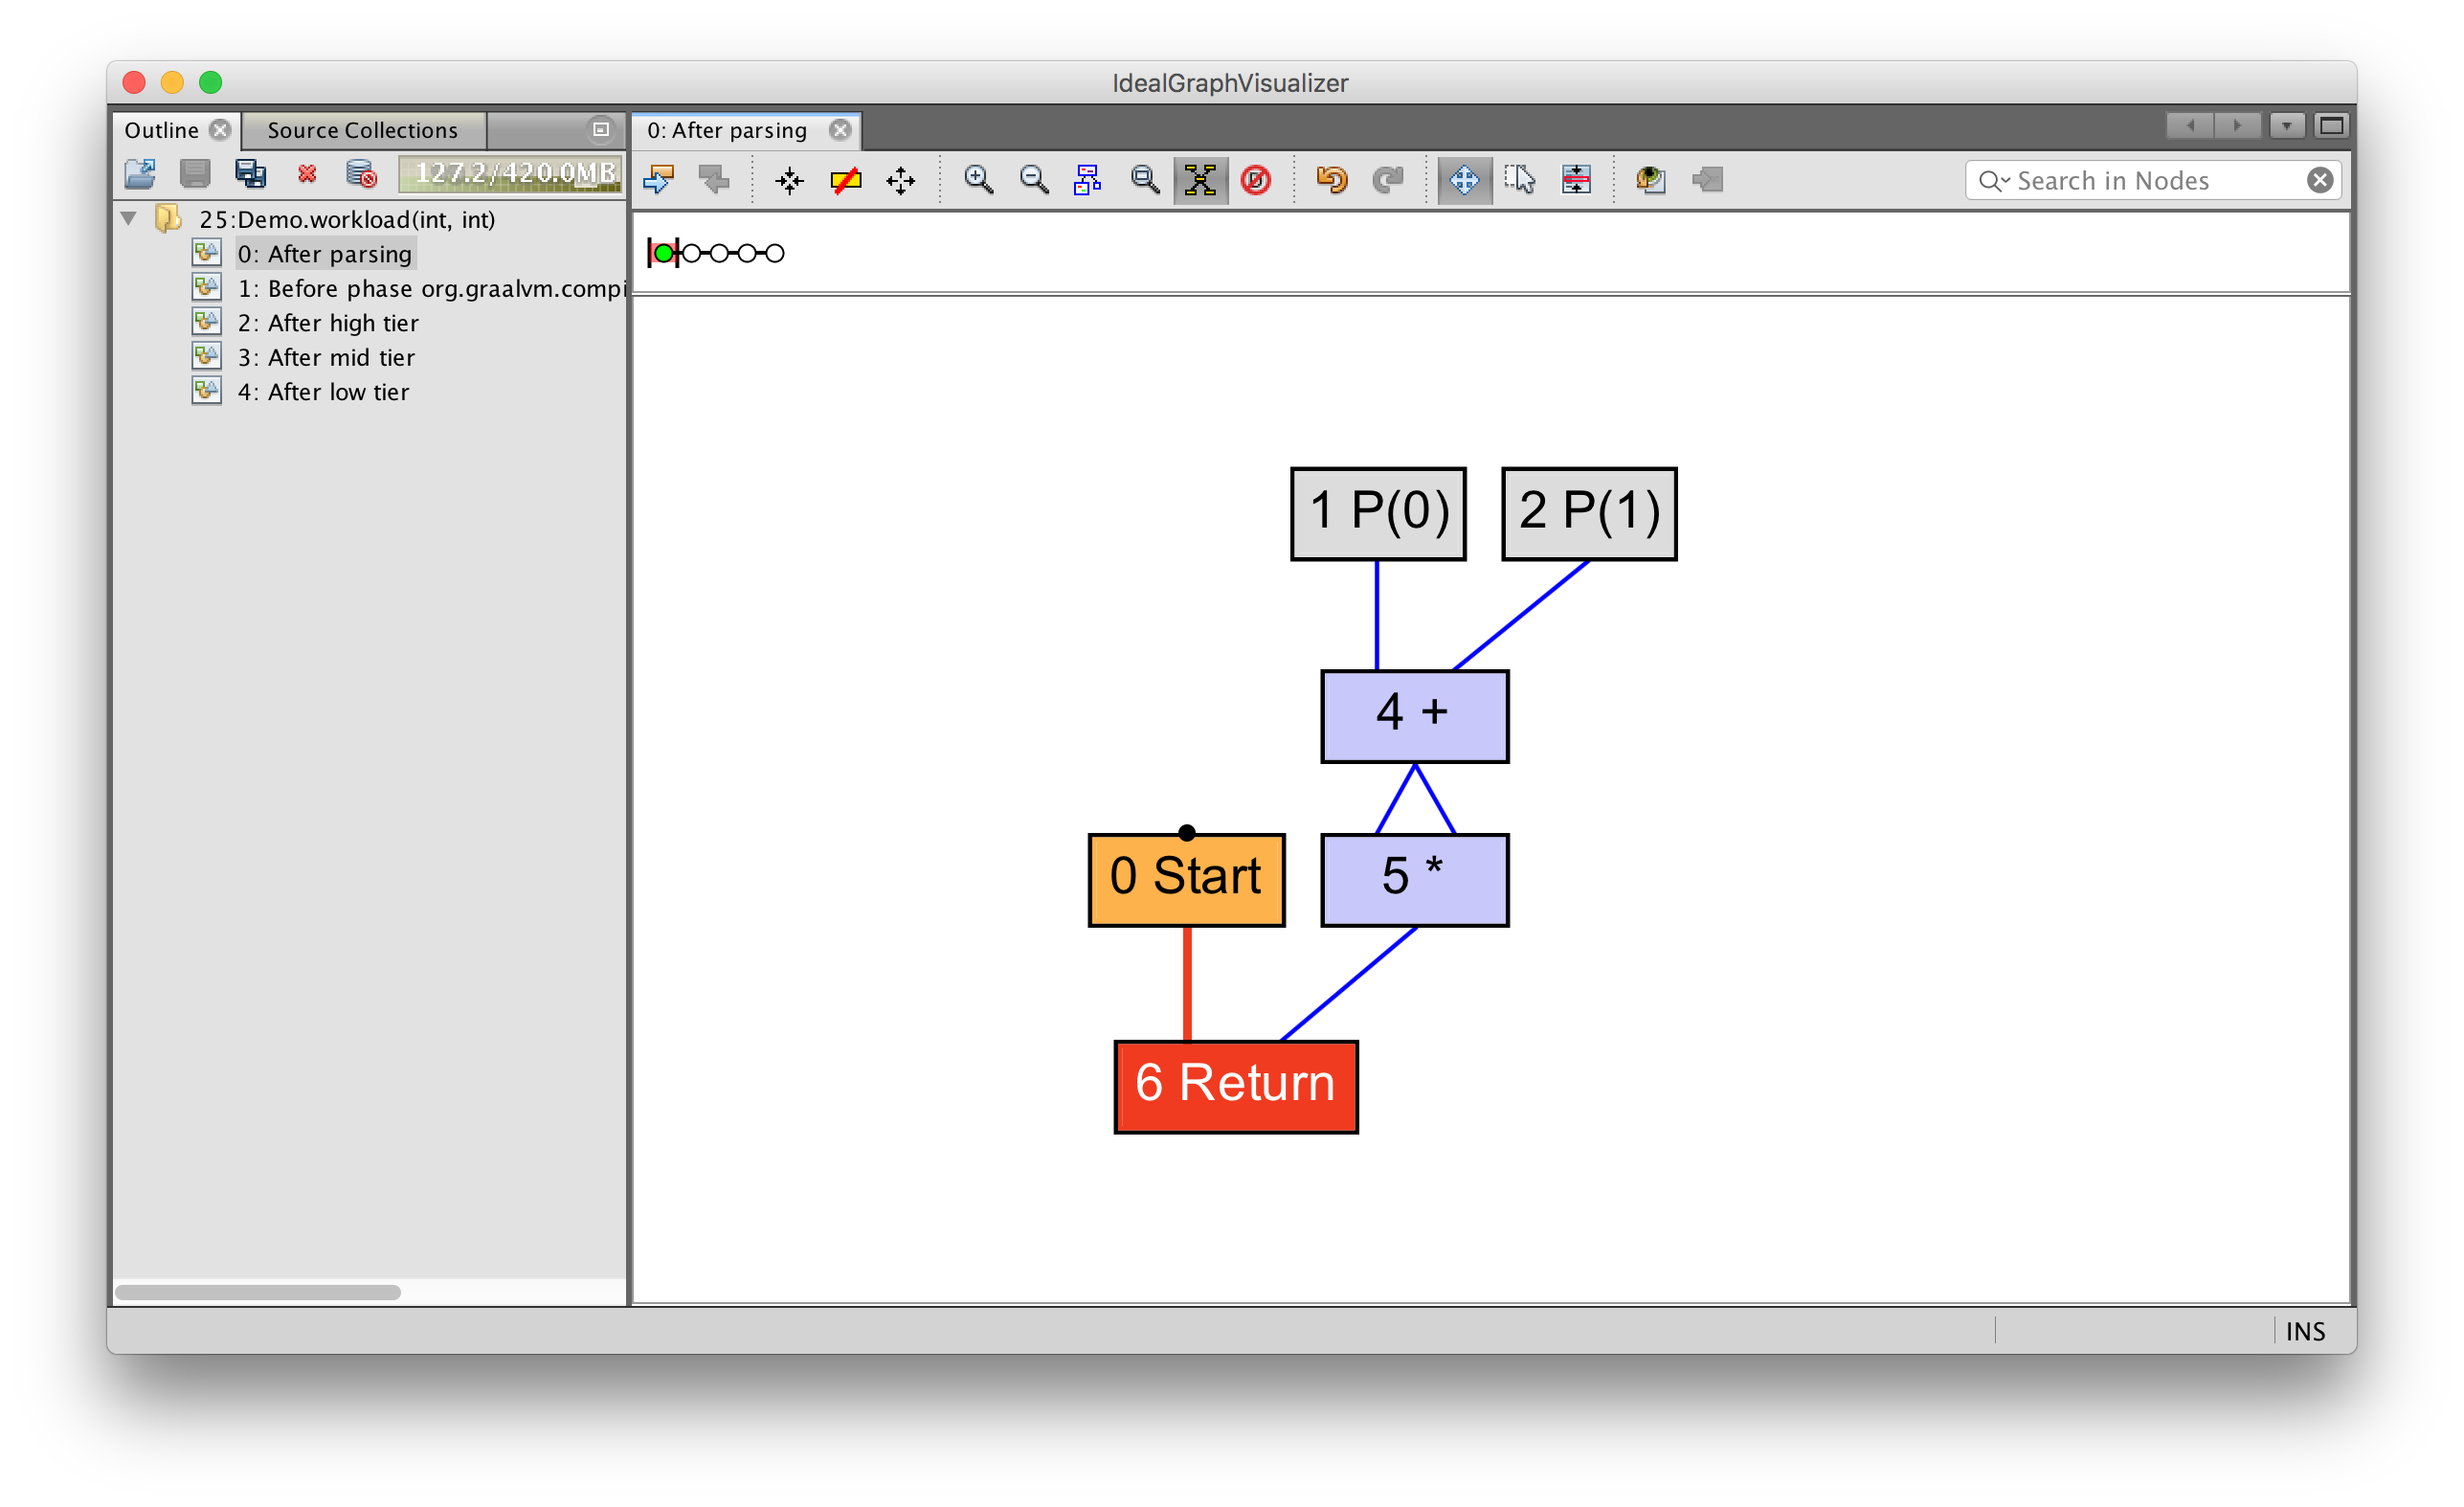 IdealGraphVisualizer
Outline
Source Collections
0: After parsing
127.2/420.0MB
Search in Nodes
25:Demo.workload(int, int)
0: After parsing
1: Before phase org.graalvm.compi
2: After high tier
3: After mid tier
4: After low tier
1 P(0)
2 P(1)
4 +
0 Start
5 *
6 Return
INS